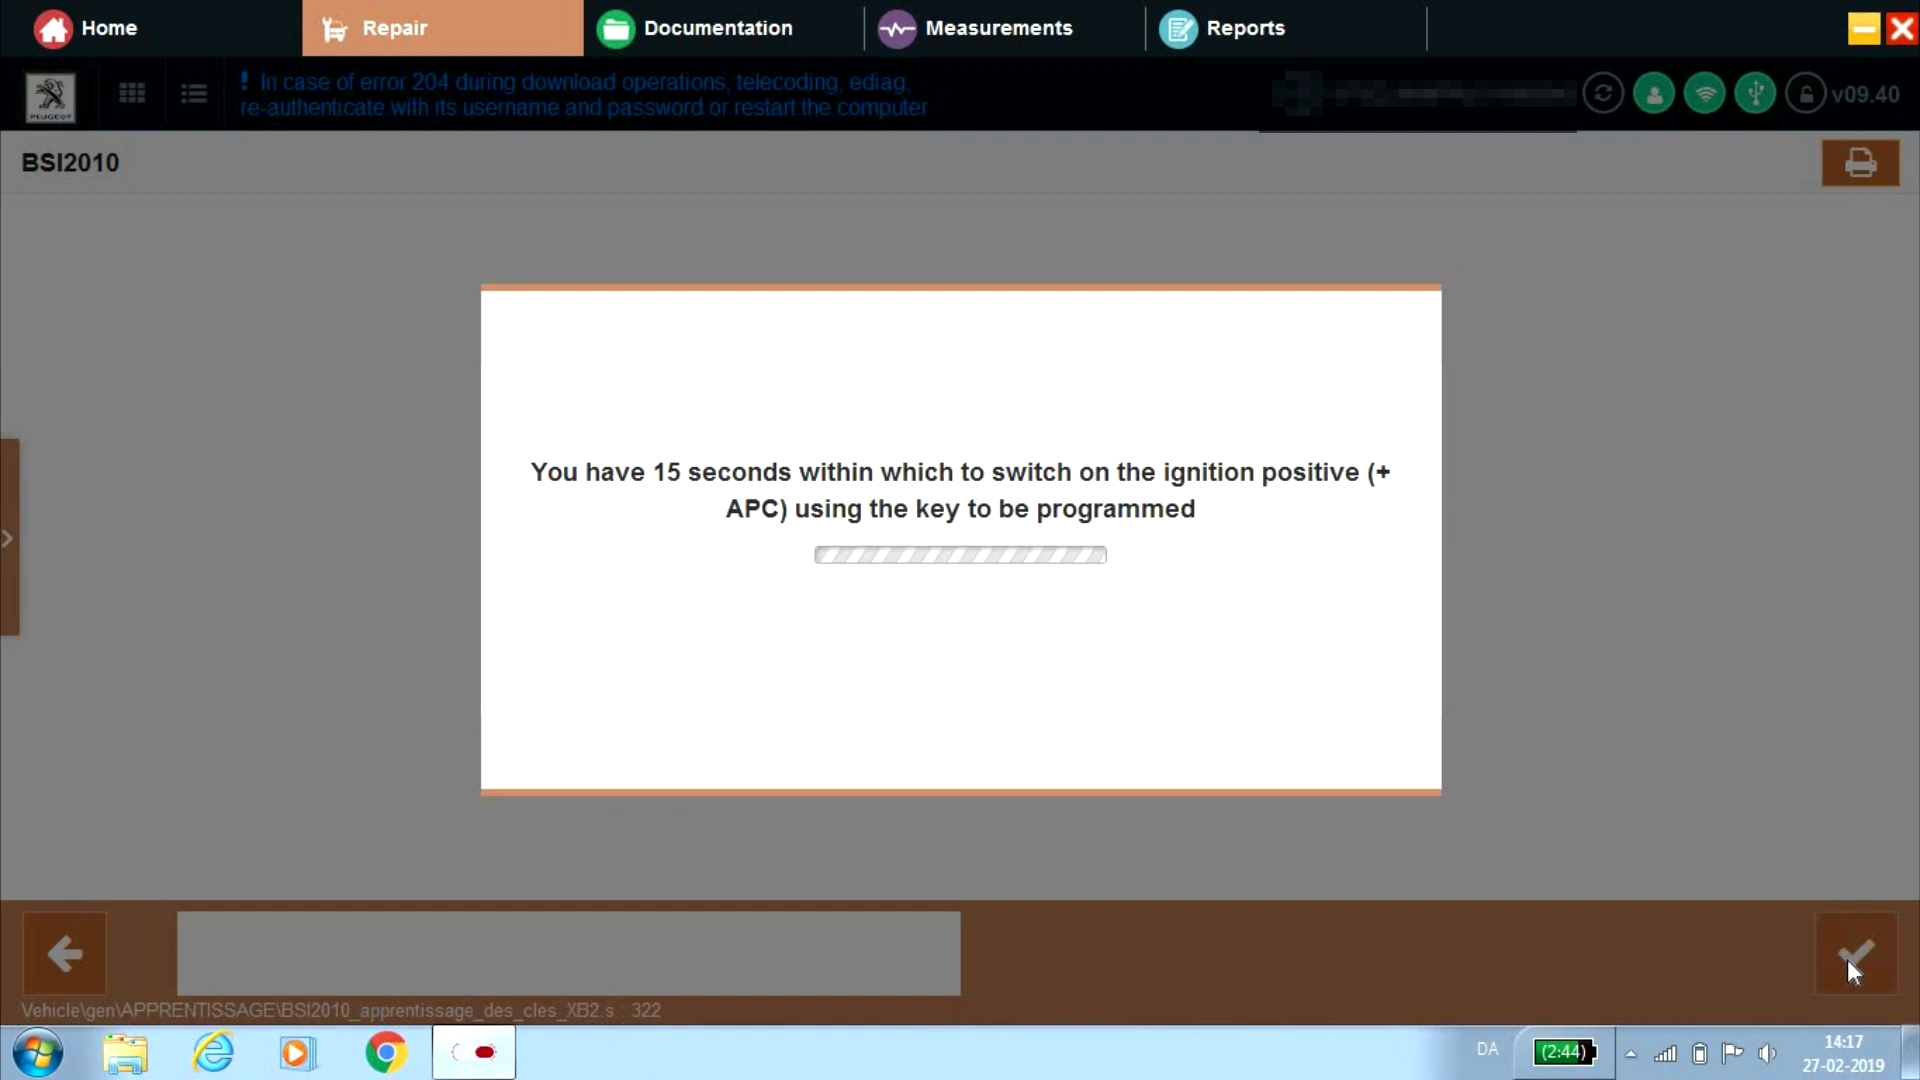 Home
Repair
Documentation
Measurements
Reports
! In case of error 204 during download operations, telecoding, ediag,
re-authenticate with its username and password or restart the computer
v09.40
PEUGEOT
BSI2010
You have 15 seconds within which to switch on the ignition positive (+
APC) using the key to be programmed
Vehicle\gen\APPRENTISSAGE\BSI2010_apprentissage_des_cles_XB2.s : 322
DA
(2:44)
14:17
27-02-2019